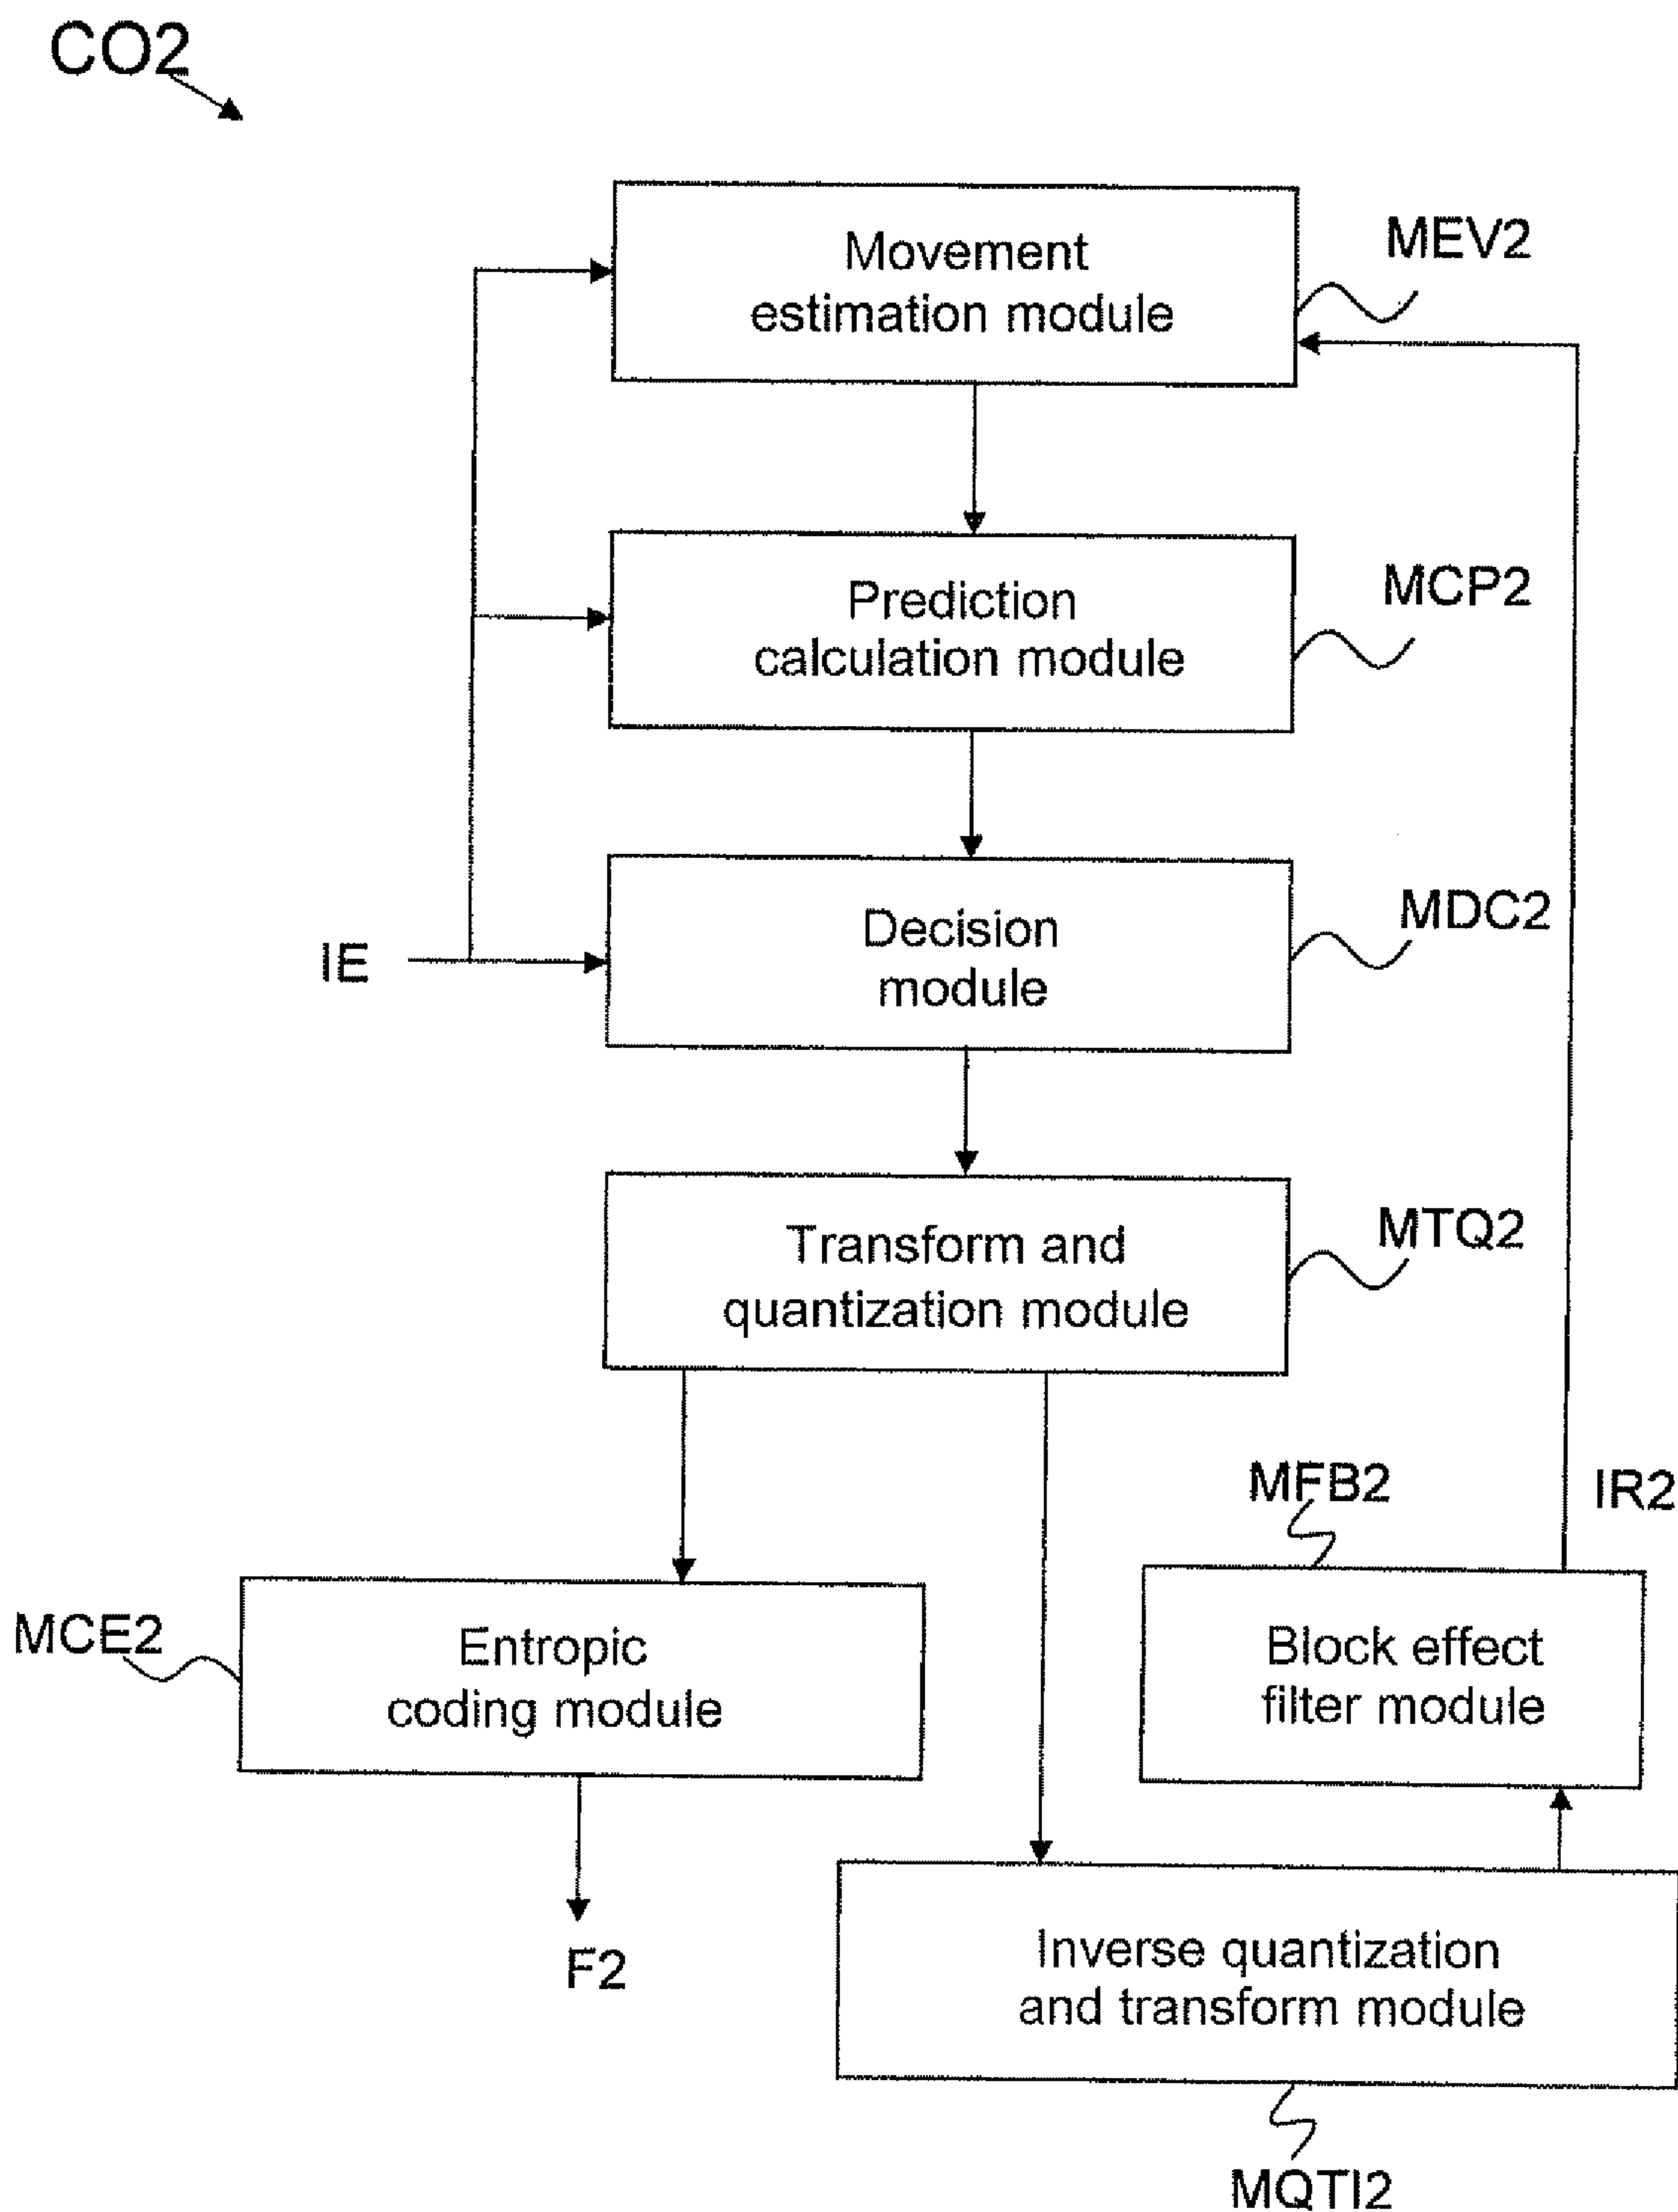 CO2
Movement
estimation module
MEV2
Prediction
calculation module
MCP2
Decision
module
MDC2
IE
Transform and
quantization module
MTQ2
MFB2
IR2
MCE2
Entropic
coding module
Block effect
filter module
F2
Inverse quantization
and transform module
MQTI2